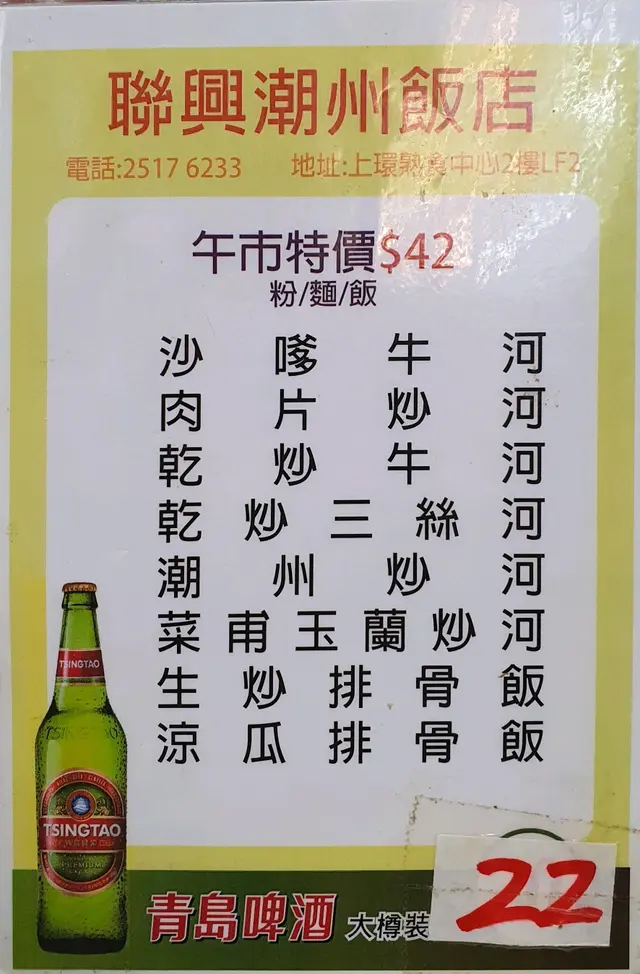 聯興潮州飯店
電話:2517 6233 地址:上環熟食中心2樓LF2
午市特價$42
粉/麵/飯
沙嗲牛河
肉片炒河
乾炒牛河
乾炒三絲河
潮州炒河
菜甫玉蘭炒河
生炒排骨飯
涼瓜排骨飯
TSINGTAO
TSINGTAO
TSINGTAO
PREMIUM
青島啤酒 大樽裝 22